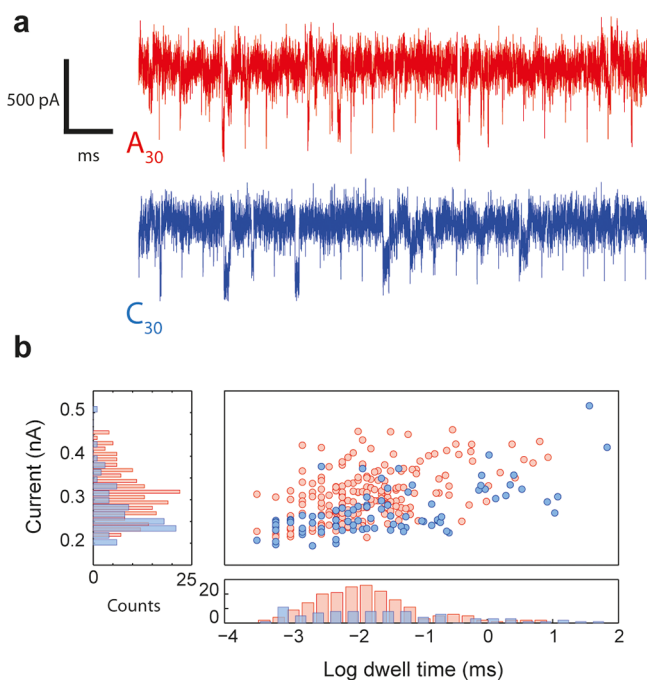 a
500 pA
ms
A30
C30
b
0.5
0.4
0.3
0.2
Current (nA)
0 25
Counts
20
0
−4 −3 −2 −1 0 1 2
Log dwell time (ms)